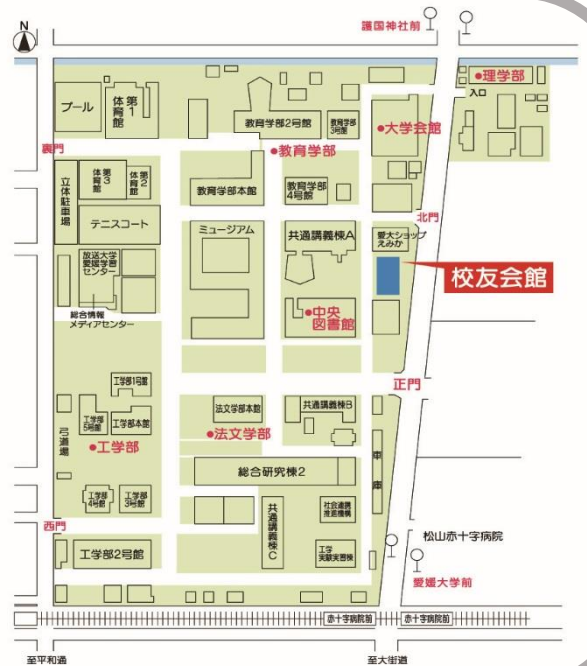 護国神社前
N
●理学部
入口
プール
第1
体育館
教育学部2号館
教育学部
3号館
●大学会館
裏門
●教育学部
立体駐車場
第3
体育館
第2
体育館
教育学部本館
教育学部
4号館
テニスコート
北門
ミュージアム
共通講義棟A
愛大ショップ
えみか
放送大学
愛媛学習
センター
校友会館
総合情報
メディアセンター
●中央
図書館
正門
工学部1号館
工学部
5号館
工学部本館
法文学部本館
共通講義棟B
弓道場
●工学部
●法文学部
車庫
総合研究棟2
工学部
4号館
工学部
3号館
共通講義棟C
社会連携
推進機構
西門
松山赤十字病院
工学部2号館
工学
実験実習棟
愛媛大学前
赤十字病院前
赤十字病院前
至平和通
至大街道